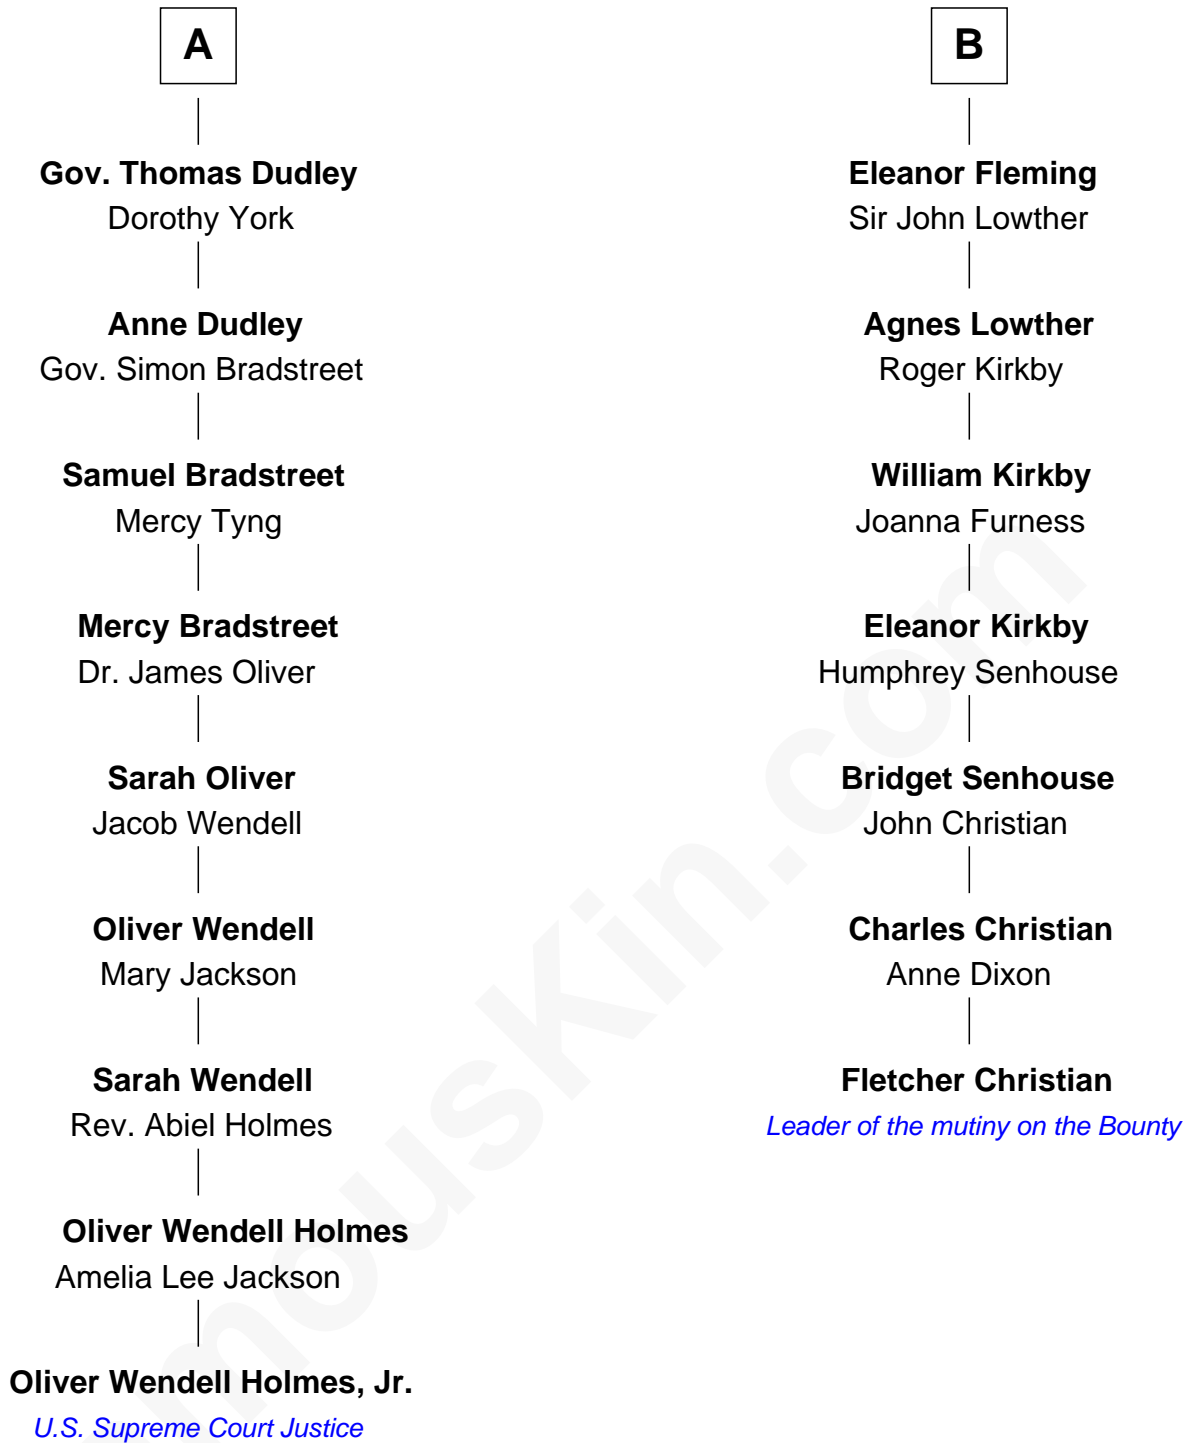 A
Gov. Thomas Dudley
Dorothy York
Anne Dudley
Gov. Simon Bradstreet
Samuel Bradstreet
Mercy Tyng
Mercy Bradstreet
Dr. James Oliver
Sarah Oliver
Jacob Wendell
Oliver Wendell
Mary Jackson
Sarah Wendell
Rev. Abiel Holmes
Oliver Wendell Holmes
Amelia Lee Jackson
Oliver Wendell Holmes, Jr.
U.S. Supreme Court Justice
B
Eleanor Fleming
Sir John Lowther
Agnes Lowther
Roger Kirkby
William Kirkby
Joanna Furness
Eleanor Kirkby
Humphrey Senhouse
Bridget Senhouse
John Christian
Charles Christian
Anne Dixon
Fletcher Christian
Leader of the mutiny on the Bounty
mousKin.com